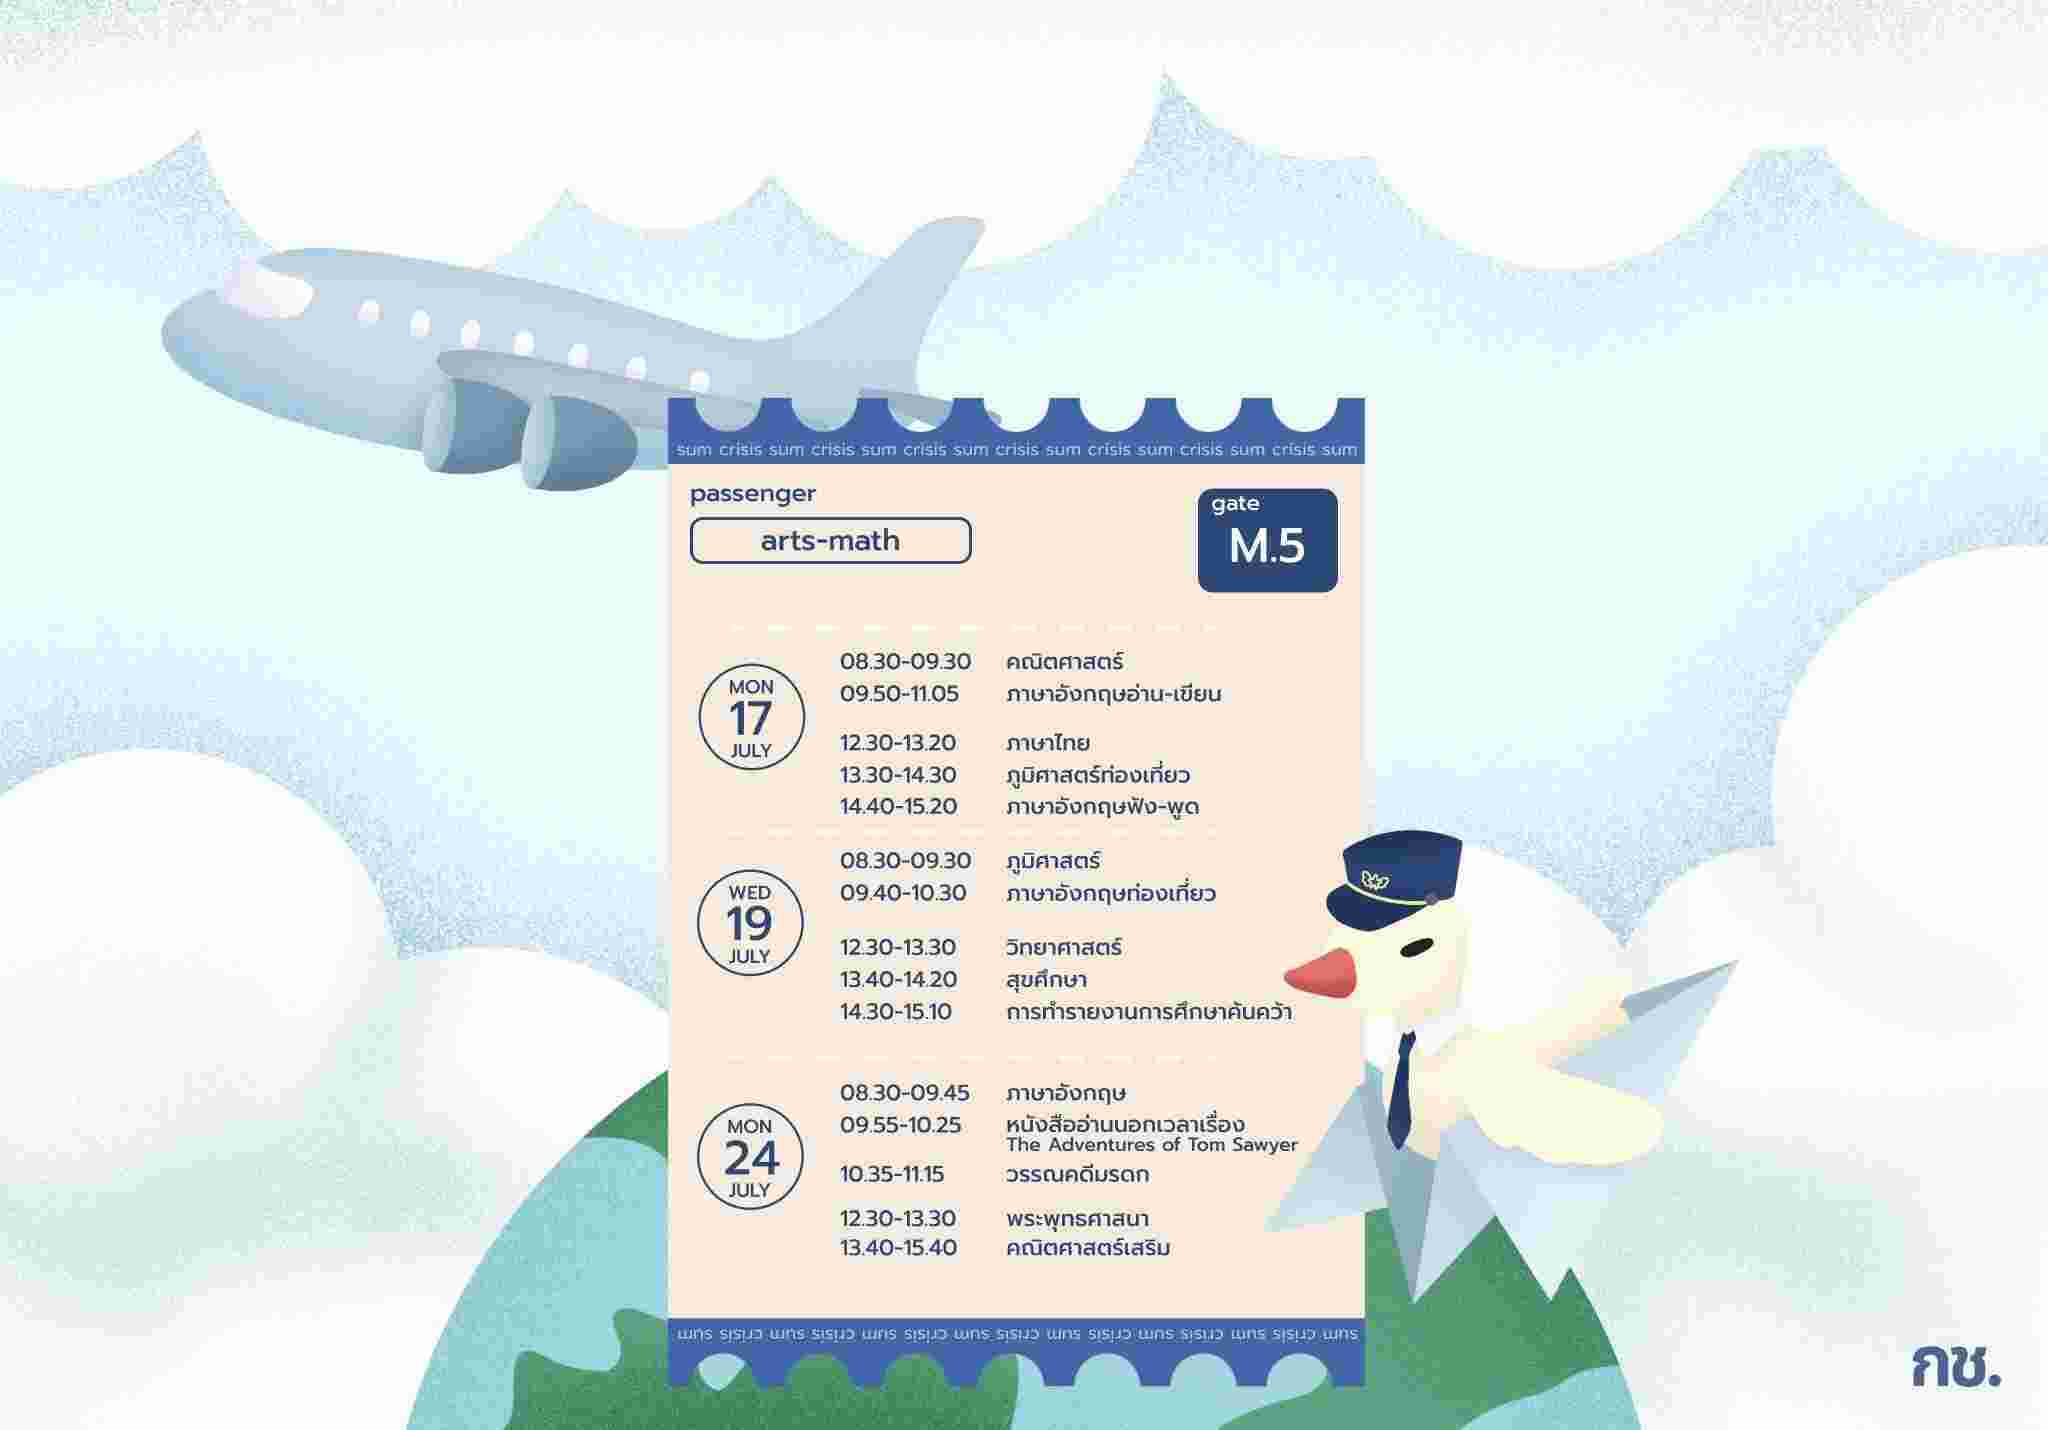 sum crisis sum crisis sum crisis sum crisis sum crisis sum crisis sum crisis sum
passenger
arts-math
gate
M.5
MON
17
JULY
08.30-09.30 คณิตศาสตร์
09.50-11.05 ภาษาอังกฤษอ่าน-เขียน
12.30-13.20 ภาษาไทย
13.30-14.30 ภูมิศาสตร์ท่องเที่ยว
14.40-15.20 ภาษาอังกฤษฟัง-พูด
WED
19
JULY
08.30-09.30 ภูมิศาสตร์
09.40-10.30 ภาษาอังกฤษท่องเที่ยว
12.30-13.30 วิทยาศาสตร์
13.40-14.20 สุขศึกษา
14.30-15.10 การทำรายงานการศึกษาค้นคว้า
MON
24
JULY
08.30-09.45 ภาษาอังกฤษ
09.55-10.25 หนังสืออ่านนอกเวลาเรื่อง
The Adventures of Tom Sawyer
10.35-11.15 วรรณคดีมรดก
12.30-13.30 พระพุทธศาสนา
13.40-15.40 คณิตศาสตร์เสริม
sum crisis sum crisis sum crisis sum crisis sum crisis sum crisis sum crisis sum
กช.